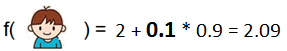 f( ) = 2 + 0.1 * 0.9 = 2.09